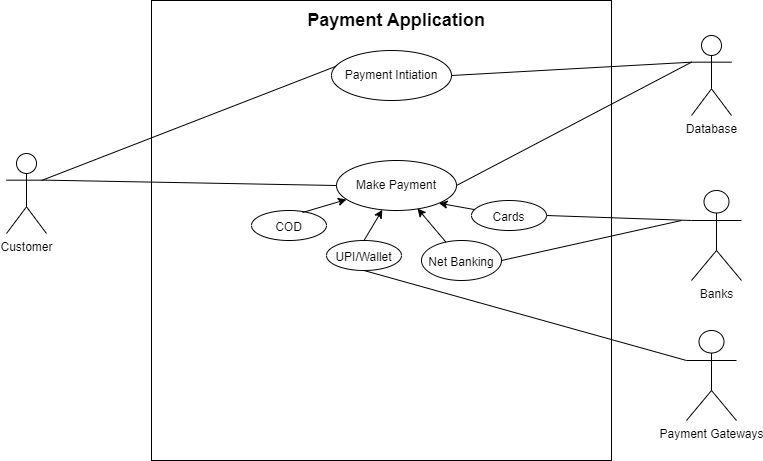 Payment Application
Payment Intiation
Database
Customer
Make Payment
COD
Cards
UPI/Wallet
Net Banking
Banks
Payment Gateways